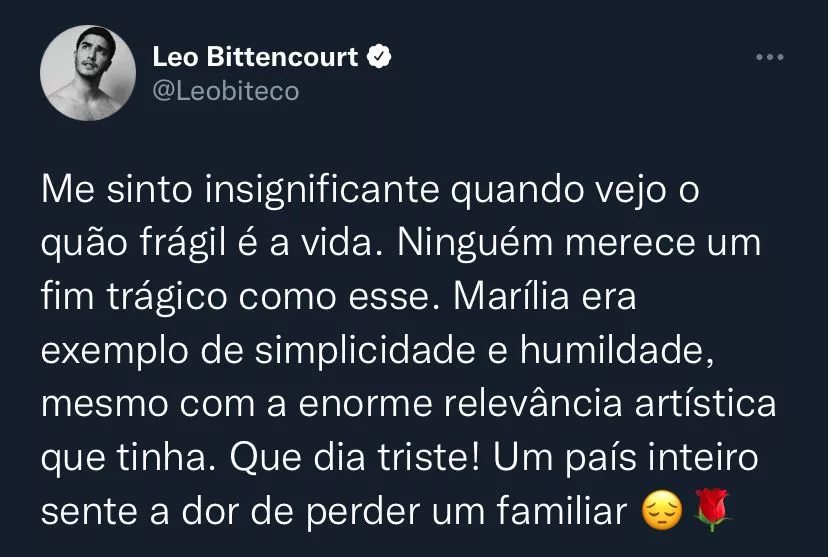 Leo Bittencourt
@Leobiteco
Me sinto insignificante quando vejo o
quão frágil é a vida. Ninguém merece um
fim trágico como esse. Marília era
exemplo de simplicidade e humildade,
mesmo com a enorme relevância artística
que tinha. Que dia triste! Um país inteiro
sente a dor de perder um familiar 😔🌹